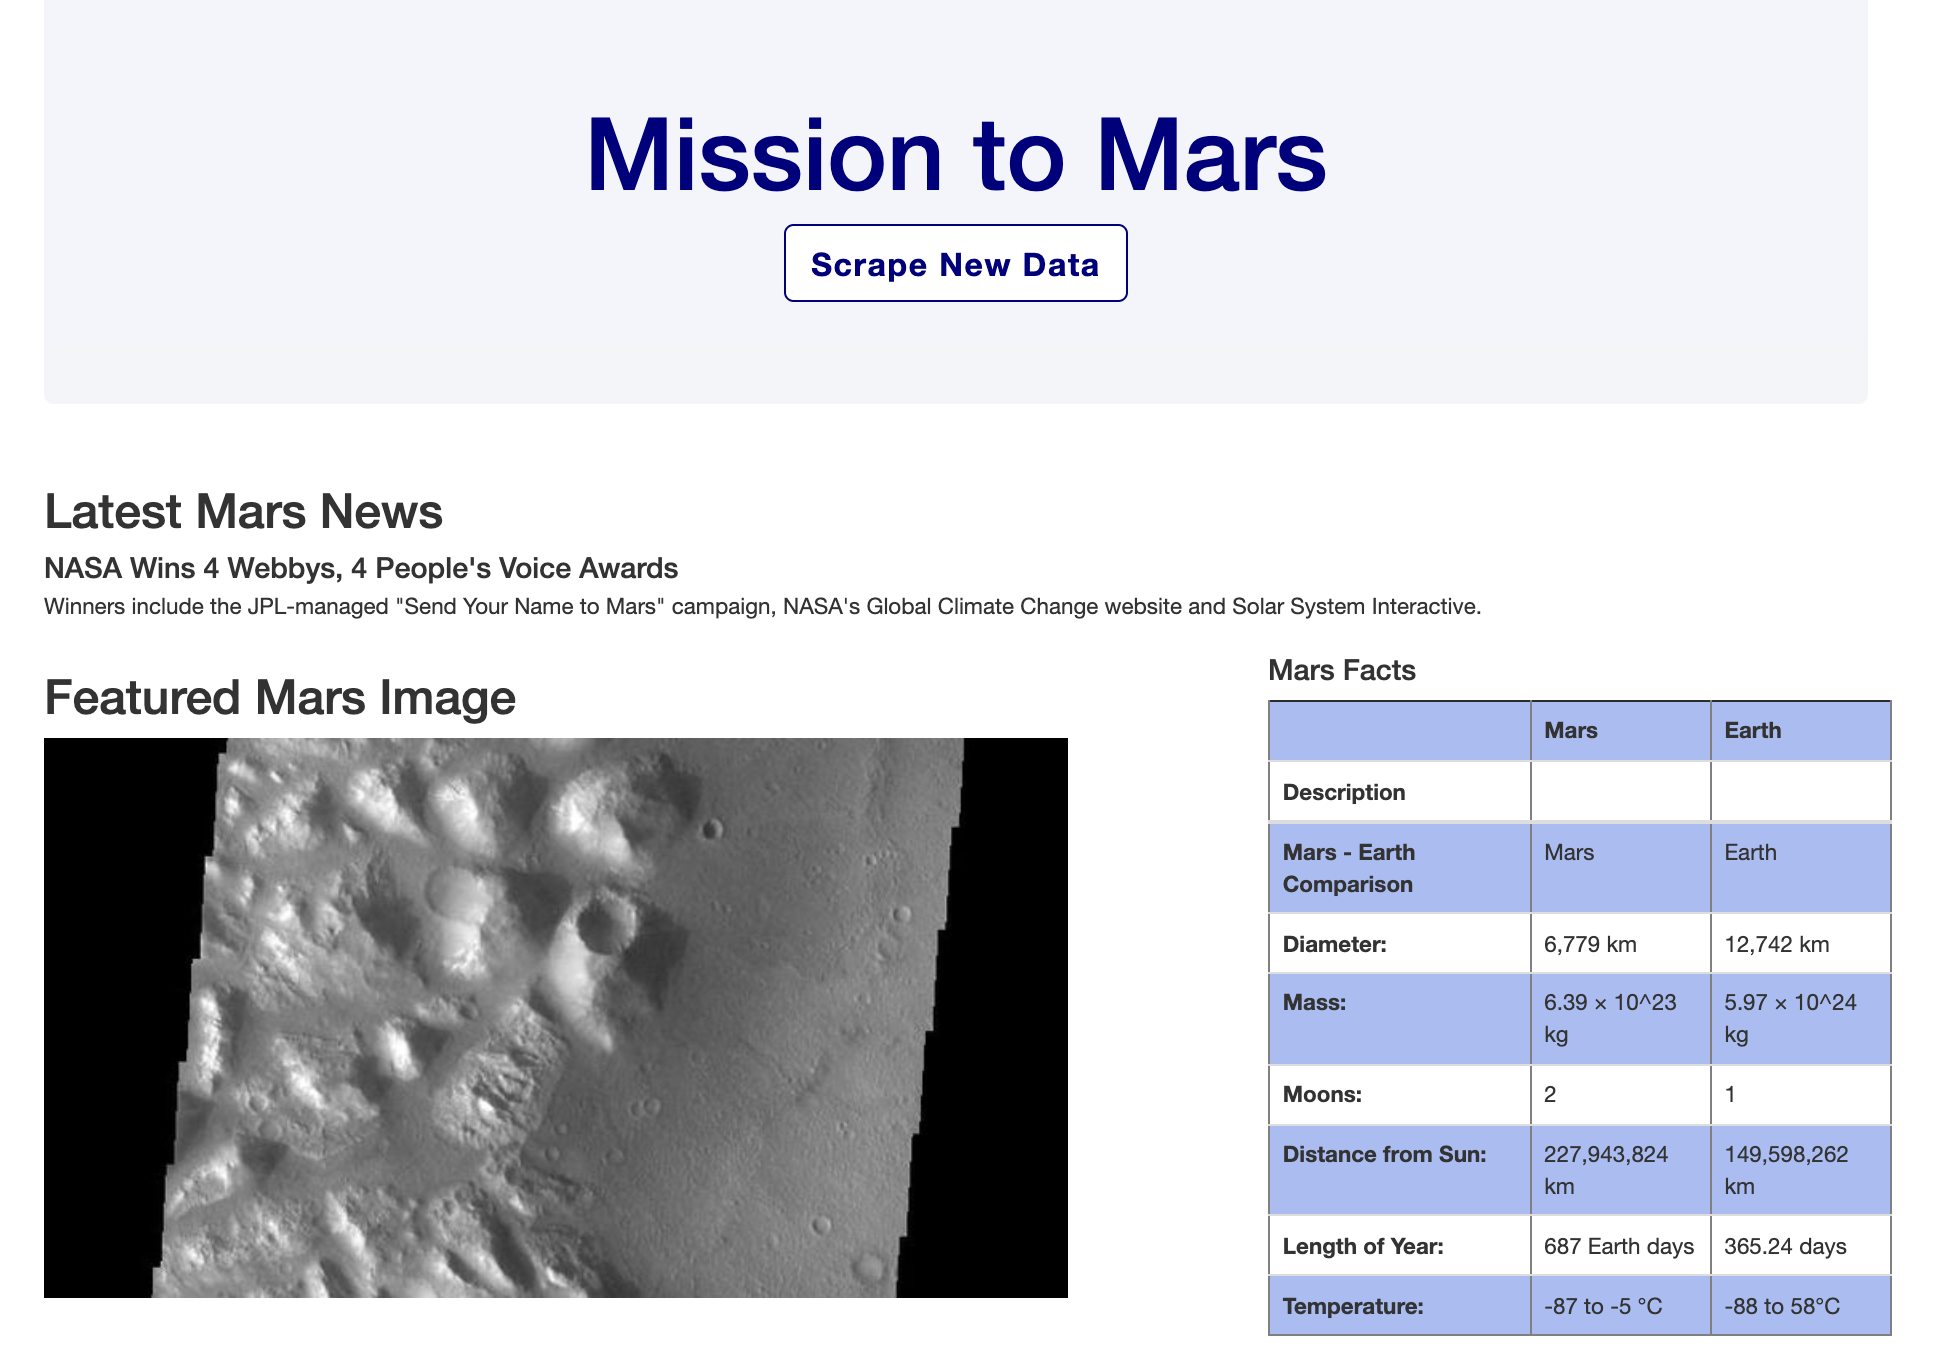 Mission to Mars
Scrape New Data
Latest Mars News
NASA Wins 4 Webbys, 4 People's Voice Awards
Winners include the JPL-managed "Send Your Name to Mars" campaign, NASA's Global Climate Change website and Solar System Interactive.
Featured Mars Image
Mars Facts
Mars Earth
Description
Mars - Earth Comparison Mars Earth
Diameter: 6,779 km 12,742 km
Mass: 6.39 × 10^23 kg 5.97 × 10^24 kg
Moons: 2 1
Distance from Sun: 227,943,824 km 149,598,262 km
Length of Year: 687 Earth days 365.24 days
Temperature: -87 to -5 °C -88 to 58°C